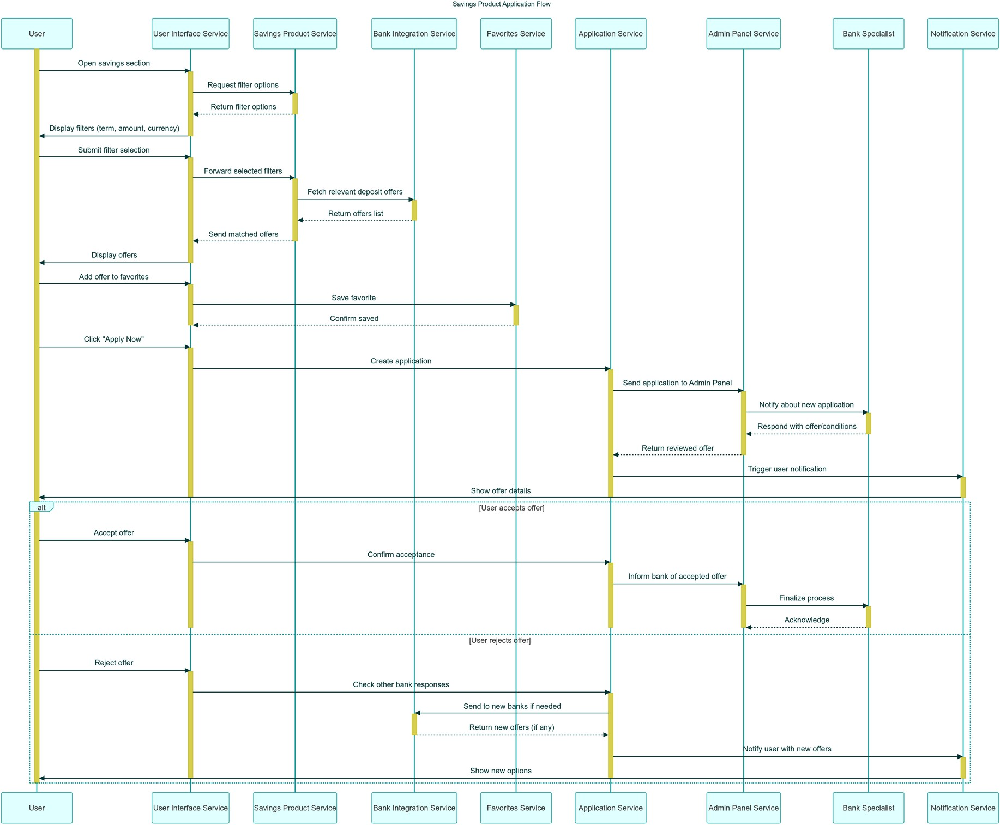 Savings Product Application Flow
User
User Interface Service
Savings Product Service
Bank Integration Service
Favorites Service
Application Service
Admin Panel Service
Bank Specialist
Notification Service
Open savings section
Request filter options
Return filter options
Display filters (term, amount, currency)
Submit filter selection
Forward selected filters
Fetch relevant deposit offers
Return offers list
Send matched offers
Display offers
Add offer to favorites
Save favorite
Confirm saved
Click "Apply Now"
Create application
Send application to Admin Panel
Notify about new application
Respond with offer/conditions
Return reviewed offer
Trigger user notification
Show offer details
alt
[User accepts offer]
Accept offer
Confirm acceptance
Inform bank of accepted offer
Finalize process
Acknowledge
[User rejects offer]
Reject offer
Check other bank responses
Send to new banks if needed
Return new offers (if any)
Notify user with new offers
Show new options
User
User Interface Service
Savings Product Service
Bank Integration Service
Favorites Service
Application Service
Admin Panel Service
Bank Specialist
Notification Service